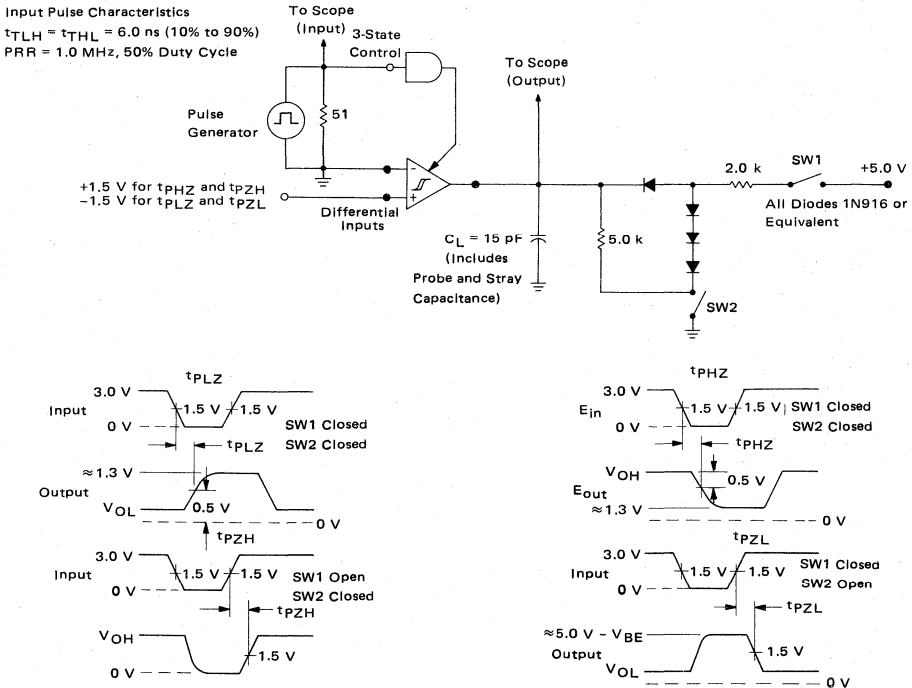 Input Pulse Characteristics
tTLH = tTHL = 6.0 ns (10% to 90%)
PRR = 1.0 MHz, 50% Duty Cycle
To Scope
(Input)
3-State
Control
To Scope
(Output)
Pulse
Generator
51
+1.5 V for tPHZ and tPZH
−1.5 V for tPLZ and tPZL
−
+
Differential
Inputs
CL = 15 pF
(Includes
Probe and Stray
Capacitance)
5.0 k
2.0 k
SW1
+5.0 V
All Diodes 1N916 or
Equivalent
SW2
tPLZ
3.0 V
Input
1.5 V
1.5 V
0 V
SW1 Closed
SW2 Closed
tPLZ
≈1.3 V
Output
0.5 V
VOL
0 V
tPZH
3.0 V
Input
1.5 V
1.5 V
0 V
SW1 Open
SW2 Closed
tPZH
VOH
1.5 V
0 V
tPHZ
3.0 V
Ein
1.5 V
1.5 V
0 V
SW1 Closed
SW2 Closed
tPHZ
VOH
0.5 V
Eout
≈1.3 V
0 V
tPZL
3.0 V
Input
1.5 V
1.5 V
0 V
SW1 Closed
SW2 Open
tPZL
≈5.0 V − VBE
Output
1.5 V
VOL
0 V